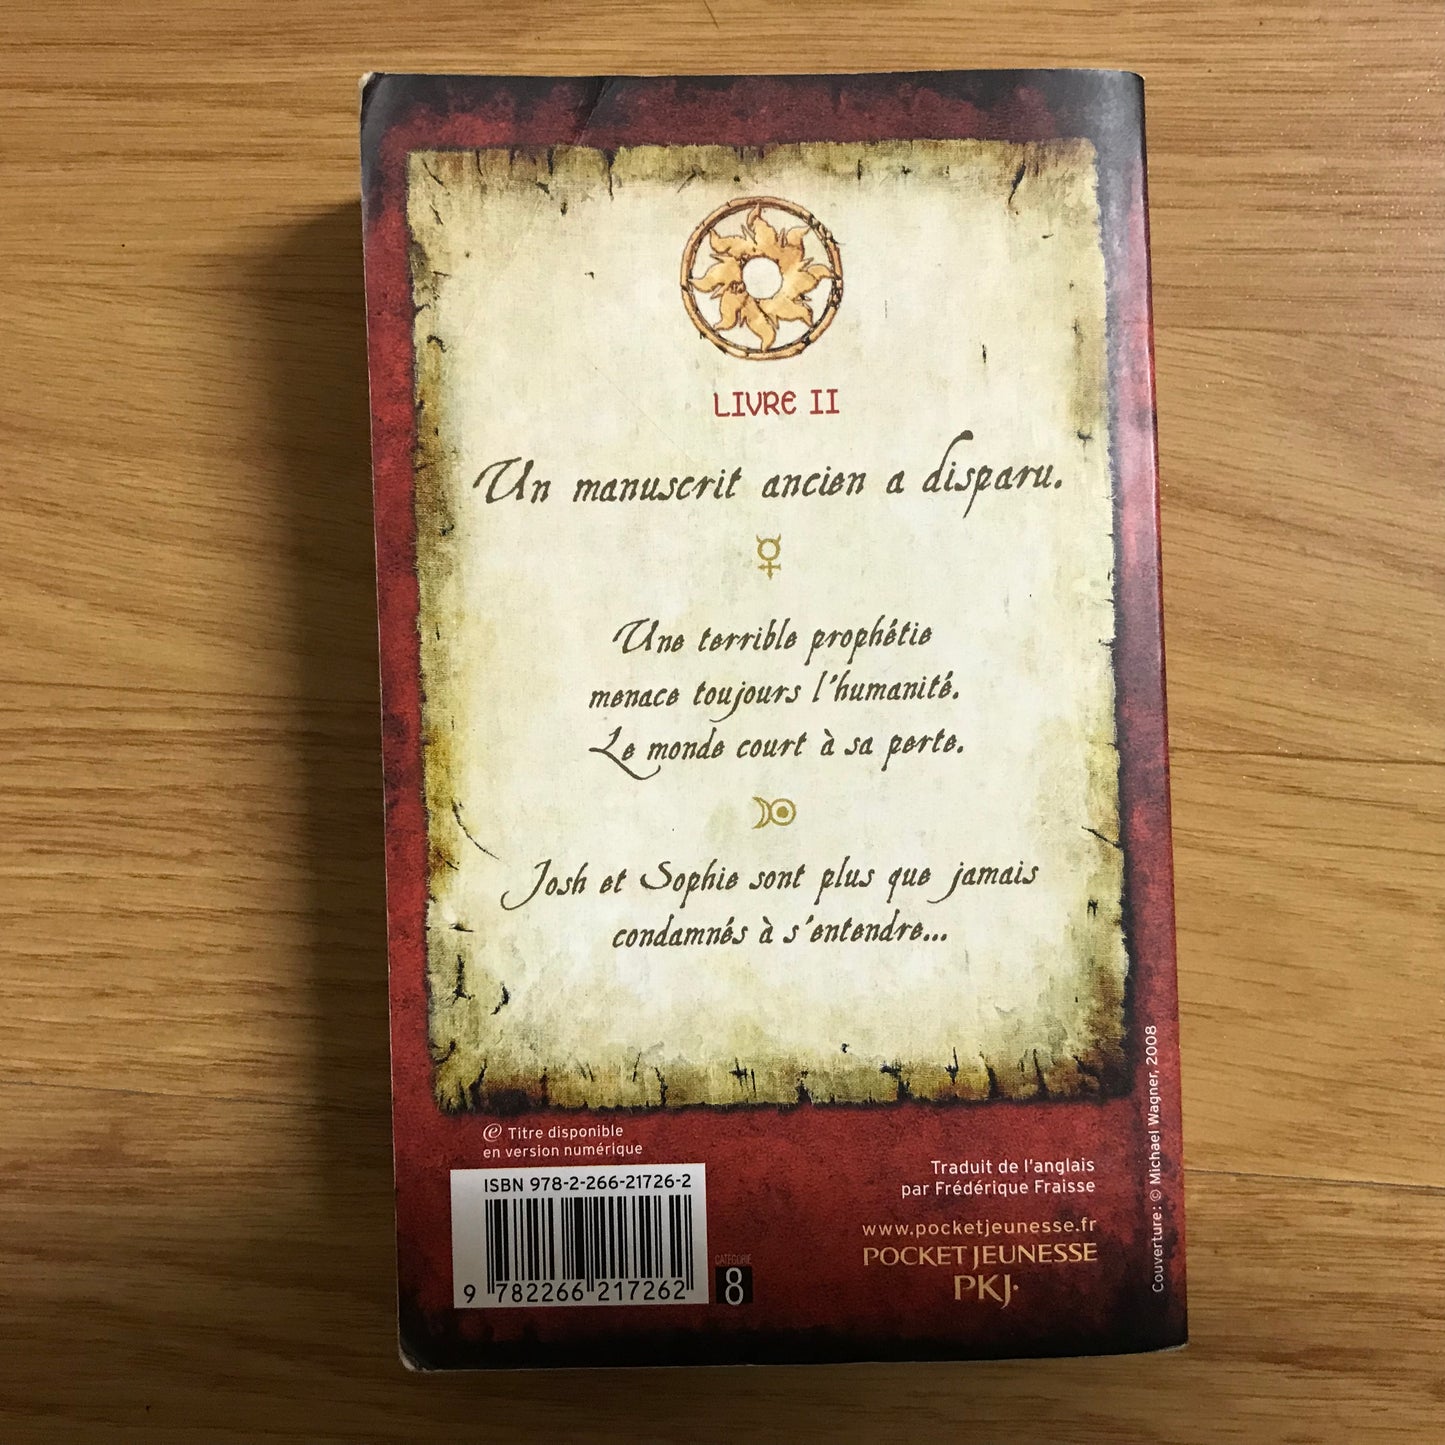 LIVRE II
Un manuscrit ancien a disparu.
Une terrible prophétie
menace toujours l'humanité.
Le monde court à sa perte.
Josh et Sophie sont plus que jamais
condamnés à s'entendre...
e Titre disponible
en version numérique
ISBN 978-2-266-21726-2
9 782266 217262
CATÉGORIE
8
Traduit de l'anglais
par Frédérique Fraisse
www.pocketjeunesse.fr
POCKET JEUNESSE
PKJ·
Couverture : © Michael Wagner, 2008